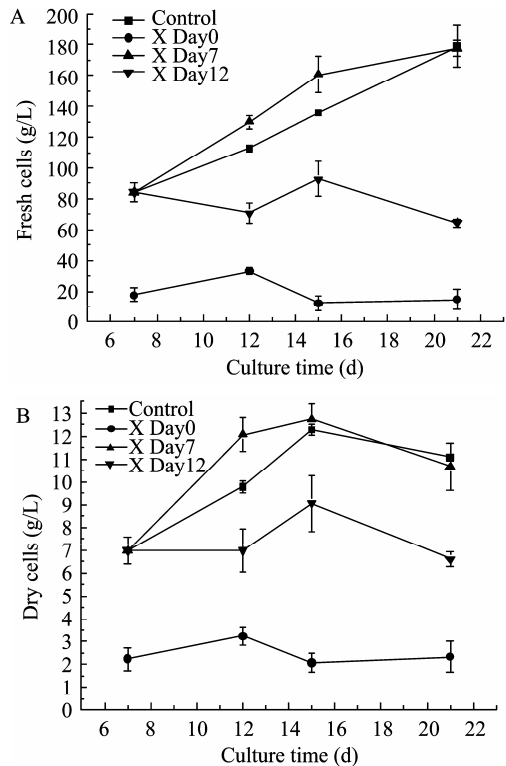 A
Control
X Day0
X Day7
X Day12
200
180
160
140
120
100
80
60
40
20
0
Fresh cells (g/L)
6 8 10 12 14 16 18 20 22
Culture time (d)
B
Control
X Day0
X Day7
X Day12
13
12
11
10
9
8
7
6
5
4
3
2
1
0
Dry cells (g/L)
6 8 10 12 14 16 18 20 22
Culture time (d)